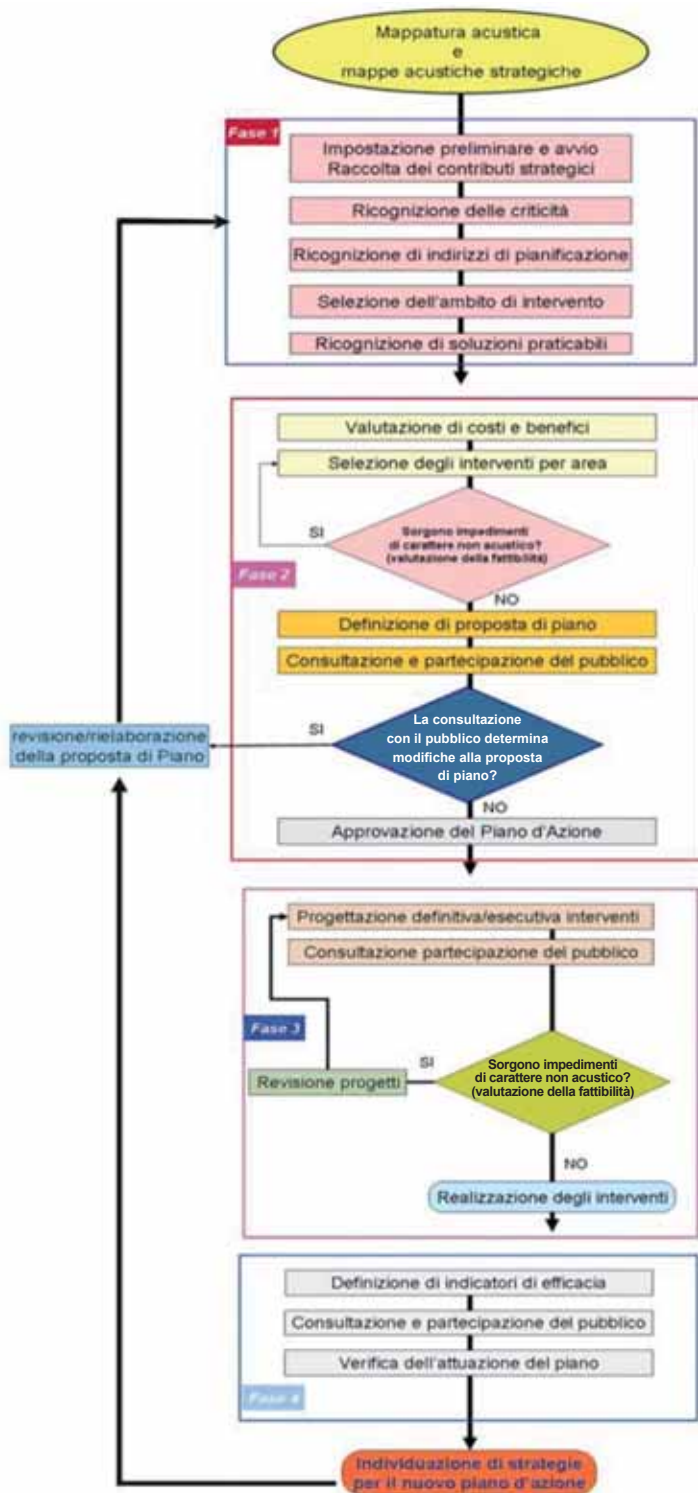 Mappatura acustica
e
mappe acustiche strategiche
Fase 1
Impostazione preliminare e avvio
Raccolta dei contributi strategici
Ricognizione delle criticità
Ricognizione di indirizzi di pianificazione
Selezione dell'ambito di intervento
Ricognizione di soluzioni praticabili
Valutazione di costi e benefici
Selezione degli interventi per area
SI
Sorgono impedimenti
di carattere non acustico?
(valutazione della fattibilità)
Fase 2
NO
Definizione di proposta di piano
Consultazione e partecipazione del pubblico
revisione/rielaborazione
della proposta di Piano
SI
La consultazione
con il pubblico determina
modifiche alla proposta
di piano?
NO
Approvazione del Piano d'Azione
Progettazione definitiva/esecutiva interventi
Consultazione partecipazione del pubblico
Fase 3
Revisione progetti
SI
Sorgono impedimenti
di carattere non acustico?
(valutazione della fattibilità)
NO
Realizzazione degli interventi
Definizione di indicatori di efficacia
Consultazione e partecipazione del pubblico
Verifica dell'attuazione del piano
Fase 4
Individuazione di strategie
per il nuovo piano d'azione